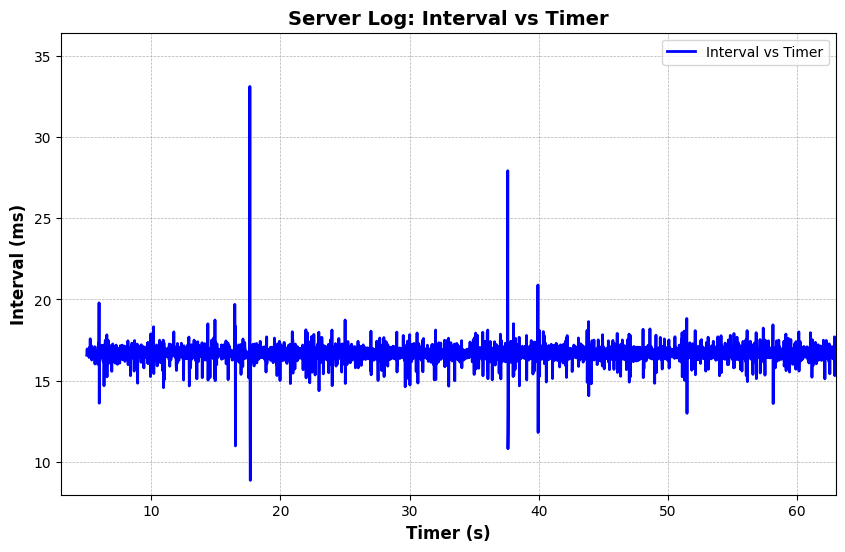 Server Log: Interval vs Timer
Interval vs Timer
35
30
25
20
15
10
Interval (ms)
10 20 30 40 50 60
Timer (s)